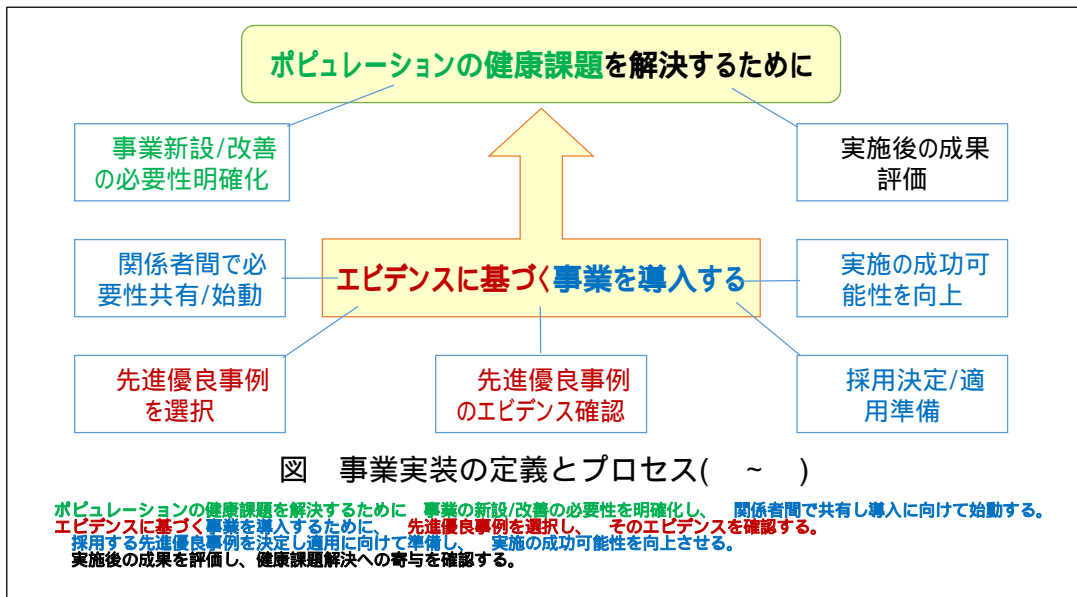 ポピュレーションの健康課題を解決するために
事業新設/改善
の必要性明確化
実施後の成果
評価
関係者間で必
要性共有/始動
エビデンスに基づく事業を導入する
実施の成功可
能性を向上
先進優良事例
を選択
先進優良事例
のエビデンス確認
採用決定/適
用準備
図　事業実装の定義とプロセス(　~　)
ポピュレーションの健康課題を解決するために　事業の新設/改善の必要性を明確化し、　関係者間で共有し導入に向けて始動する。
エビデンスに基づく事業を導入するために、　先進優良事例を選択し、　そのエビデンスを確認する。
採用する先進優良事例を決定し適用に向けて準備し、　実施の成功可能性を向上させる。
実施後の成果を評価し、健康課題解決への寄与を確認する。